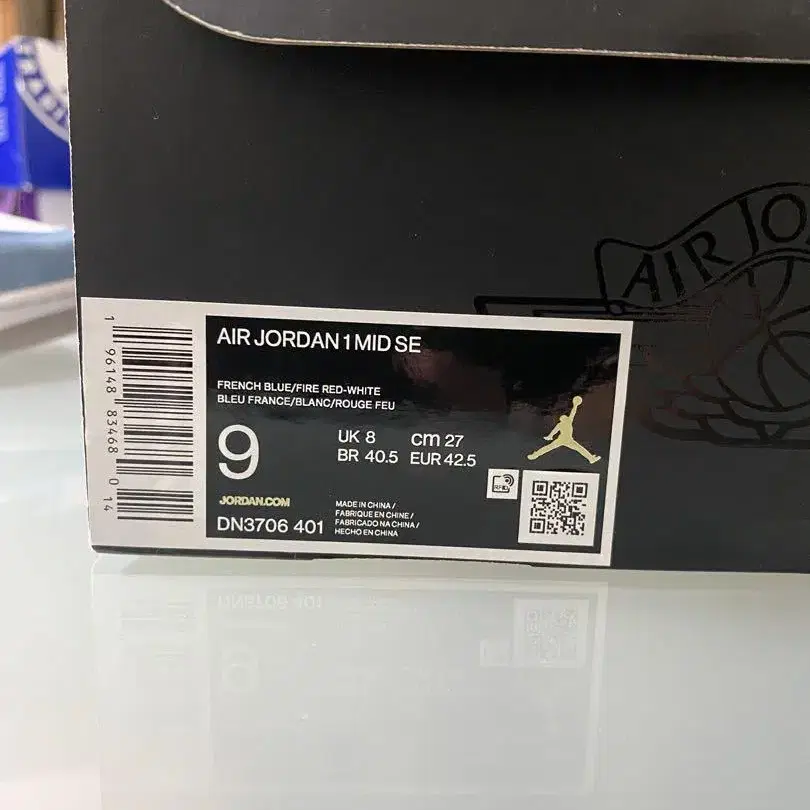 AIR JO
AIR JORDAN 1 MID SE
FRENCH BLUE/FIRE RED-WHITE
BLEU FRANCE/BLANC/ROUGE FEU
9
UK 8 cm 27
BR 40.5 EUR 42.5
JORDAN.COM
DN3706 401
MADE IN CHINA /
FABRIQUE EN CHINE /
FABRICADO NA CHINA /
HECHO EN CHINA
RFID
1 96148 83468 0 14